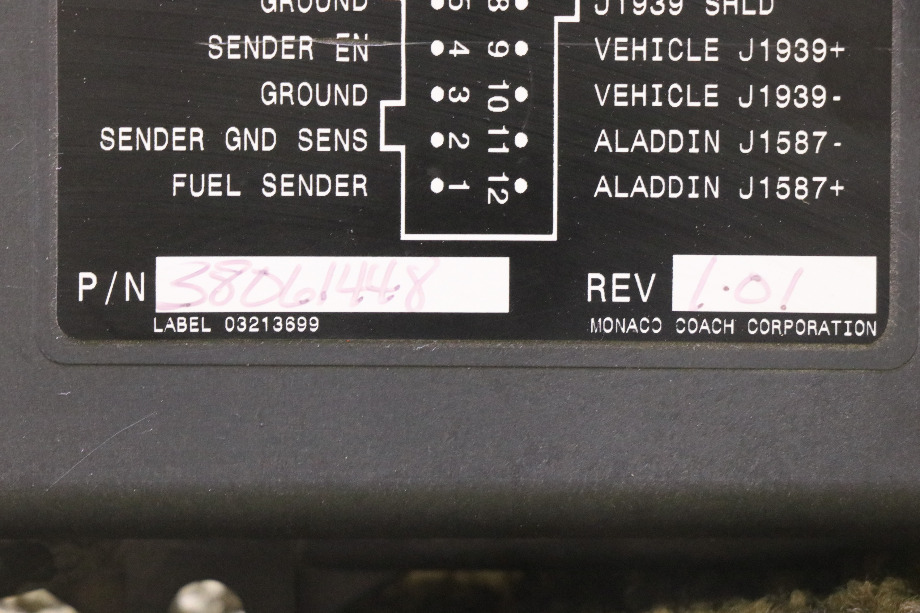 GROUND 5 8 J1939 SHLD
SENDER EN 4 9 VEHICLE J1939+
GROUND 3 10 VEHICLE J1939-
SENDER GND SENS 2 11 ALADDIN J1587-
FUEL SENDER 1 12 ALADDIN J1587+
P/N 38061448 REV 1.01
LABEL 03213699 MONACO COACH CORPORATION